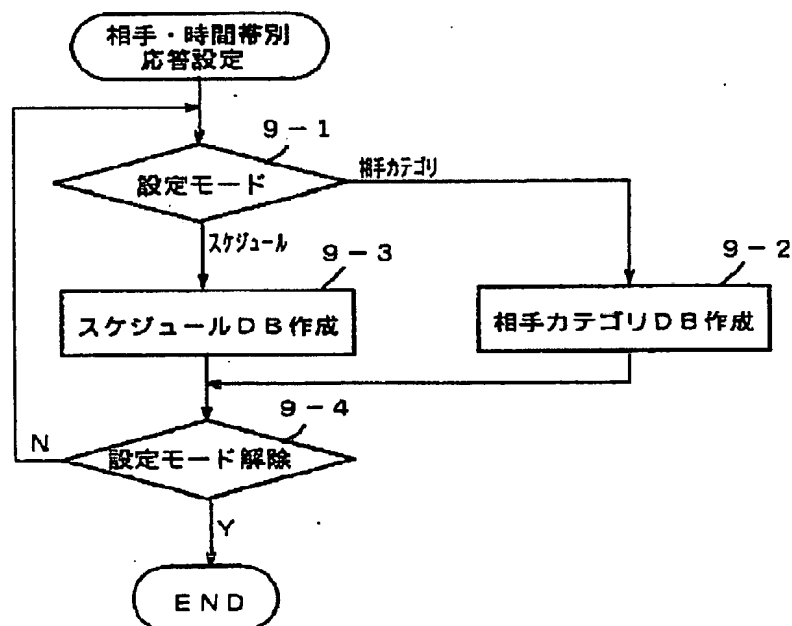 相手・時間帯別
応答設定
9-1
設定モード
相手カテゴリ
スケジュール
9-3
9-2
スケジュールDB作成
相手カテゴリDB作成
9-4
N
設定モード解除
Y
END